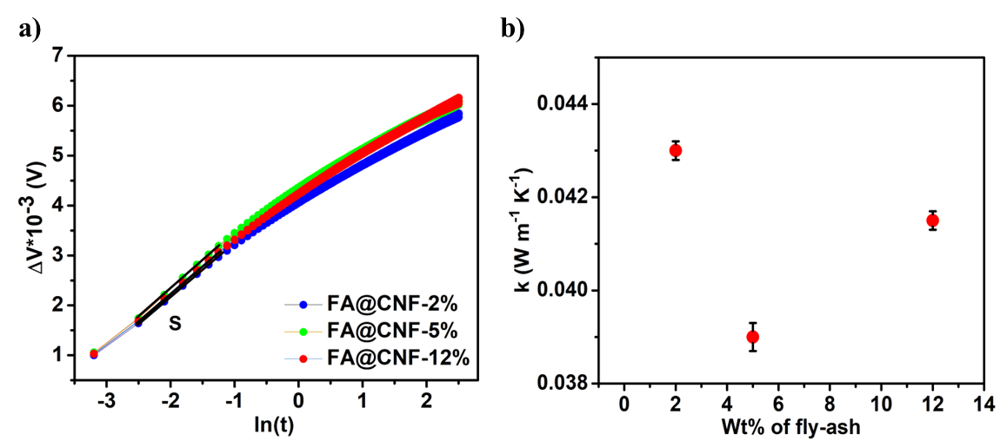 a)
7
6
5
4
3
2
1
ΔV*10-3 (V)
S
FA@CNF-2%
FA@CNF-5%
FA@CNF-12%
-3 -2 -1 0 1 2
ln(t)
b)
0.044
0.042
0.040
0.038
k (W m-1 K-1)
0 2 4 6 8 10 12 14
Wt% of fly-ash